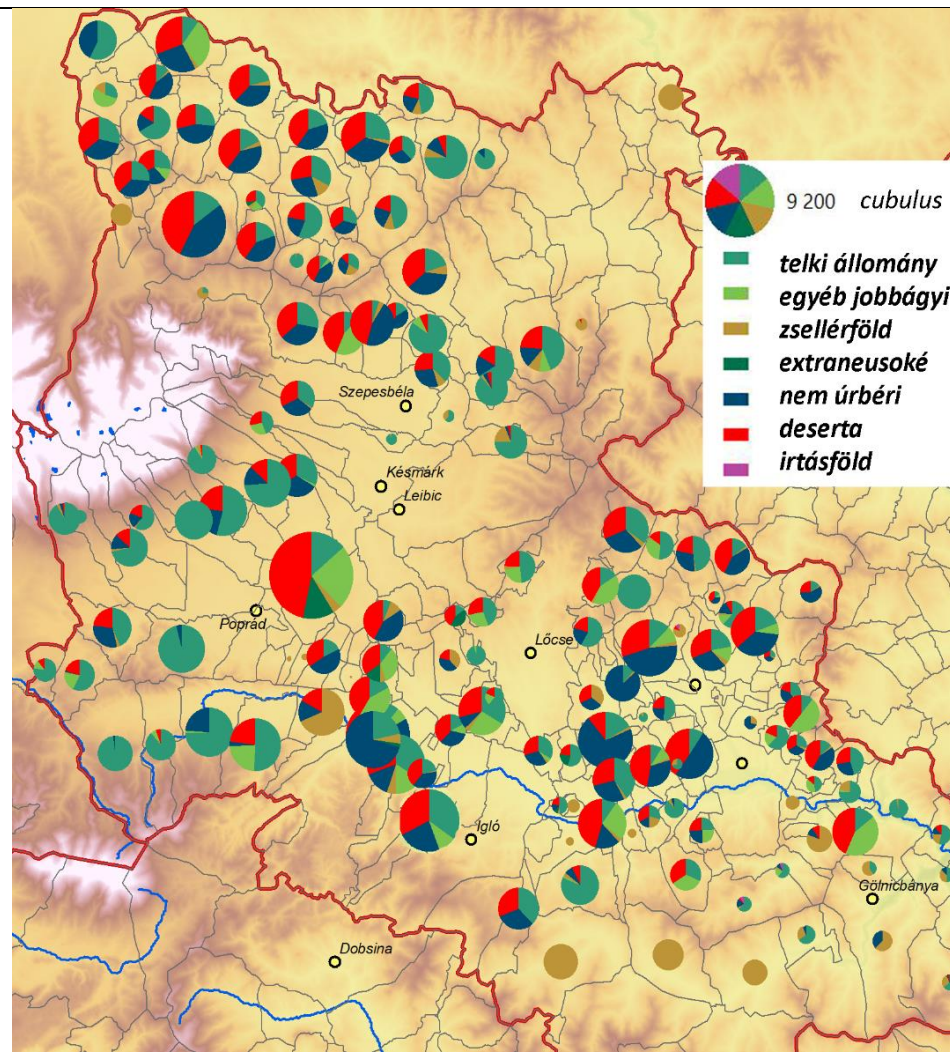 9 200 cubulus
telki állomány
egyéb jobbágyi
zsellérföld
extraneusoké
nem úrbéri
deserta
irtásföld
Szepesbéla
Késmárk
Leibic
Poprád
Lőcse
Igló
Gölnicbánya
Dobsina